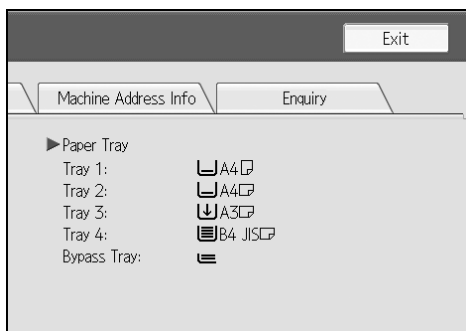 Exit
Machine Address Info
Enquiry
Paper Tray
Tray 1: A4
Tray 2: A4
Tray 3: A3
Tray 4: B4 JIS
Bypass Tray: